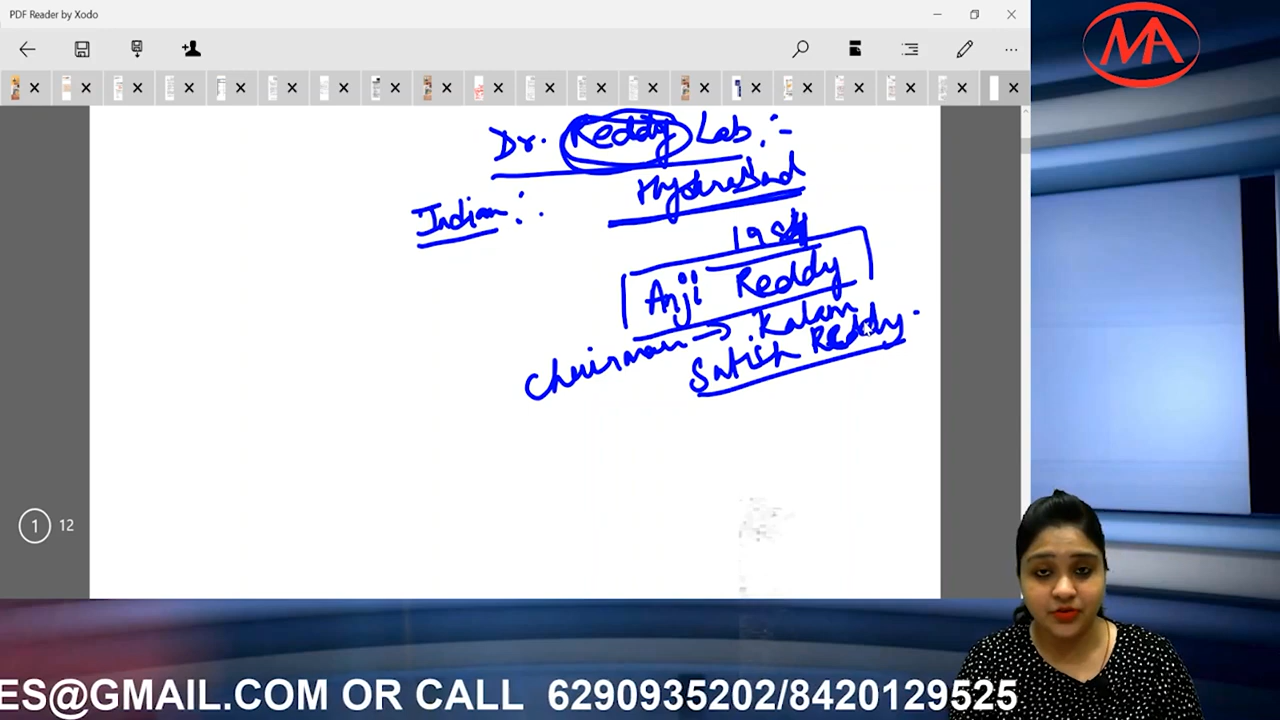 PDF Reader by Xodo
MA
Dr. Reddy Lab :-
Hyderabad
Indian :
1984
Anji Reddy
Chairman → Kalam
Satish Reddy.
1 12
ES@GMAIL.COM OR CALL 6290935202/8420129525